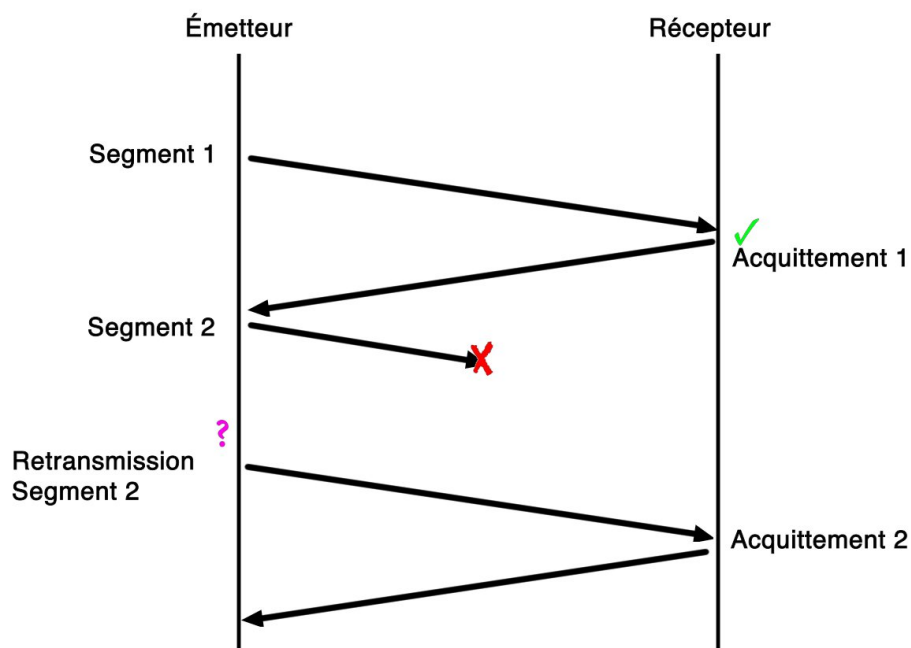 Émetteur
Récepteur
Segment 1
Acquittement 1
Segment 2
?
Retransmission
Segment 2
Acquittement 2